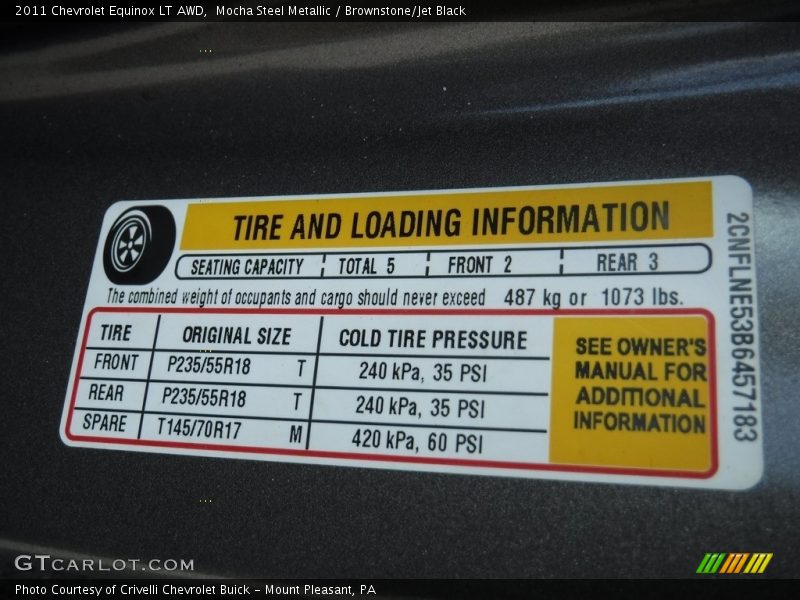 2011 Chevrolet Equinox LT AWD,  Mocha Steel Metallic / Brownstone/Jet Black
TIRE AND LOADING INFORMATION
SEATING CAPACITY TOTAL 5 FRONT 2 REAR 3
The combined weight of occupants and cargo should never exceed 487 kg or 1073 lbs.
TIRE ORIGINAL SIZE COLD TIRE PRESSURE
FRONT P235/55R18 T 240 kPa, 35 PSI
REAR P235/55R18 T 240 kPa, 35 PSI
SPARE T145/70R17 M 420 kPa, 60 PSI
SEE OWNER'S
MANUAL FOR
ADDITIONAL
INFORMATION
2CNFLNE53B6457183
GTCARLOT.COM
Photo Courtesy of Crivelli Chevrolet Buick - Mount Pleasant, PA